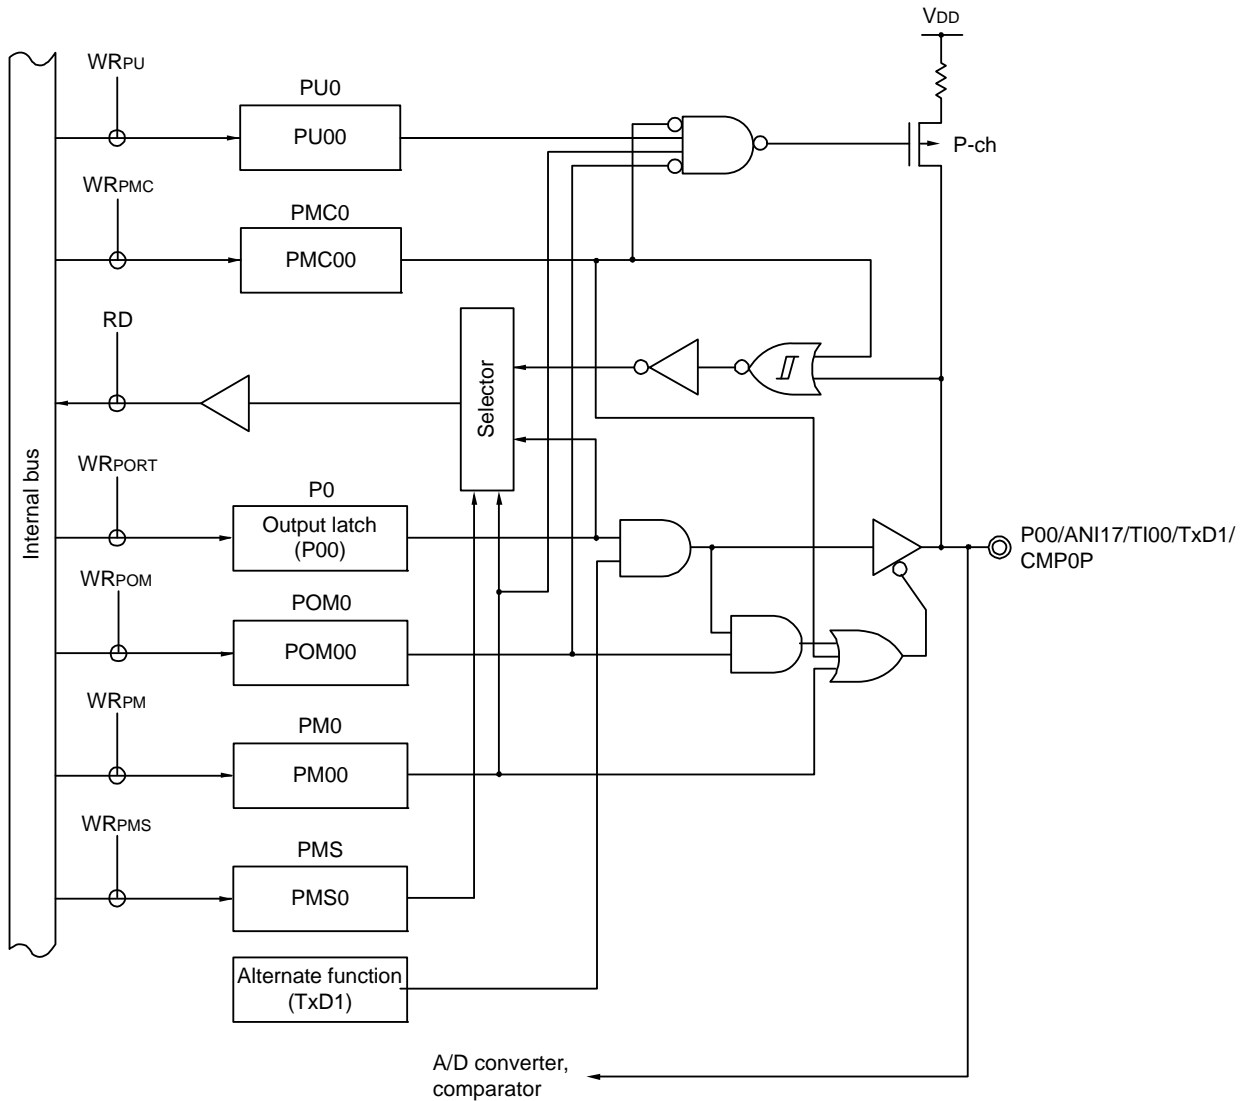 VDD
WRPU
PU0
PU00
P-ch
WRPMC
PMC0
PMC00
RD
Selector
Internal bus
WRPORT
P0
Output latch
(P00)
P00/ANI17/TI00/TxD1/
CMP0P
WRPOM
POM0
POM00
WRPM
PM0
PM00
WRPMS
PMS
PMS0
Alternate function
(TxD1)
A/D converter,
comparator